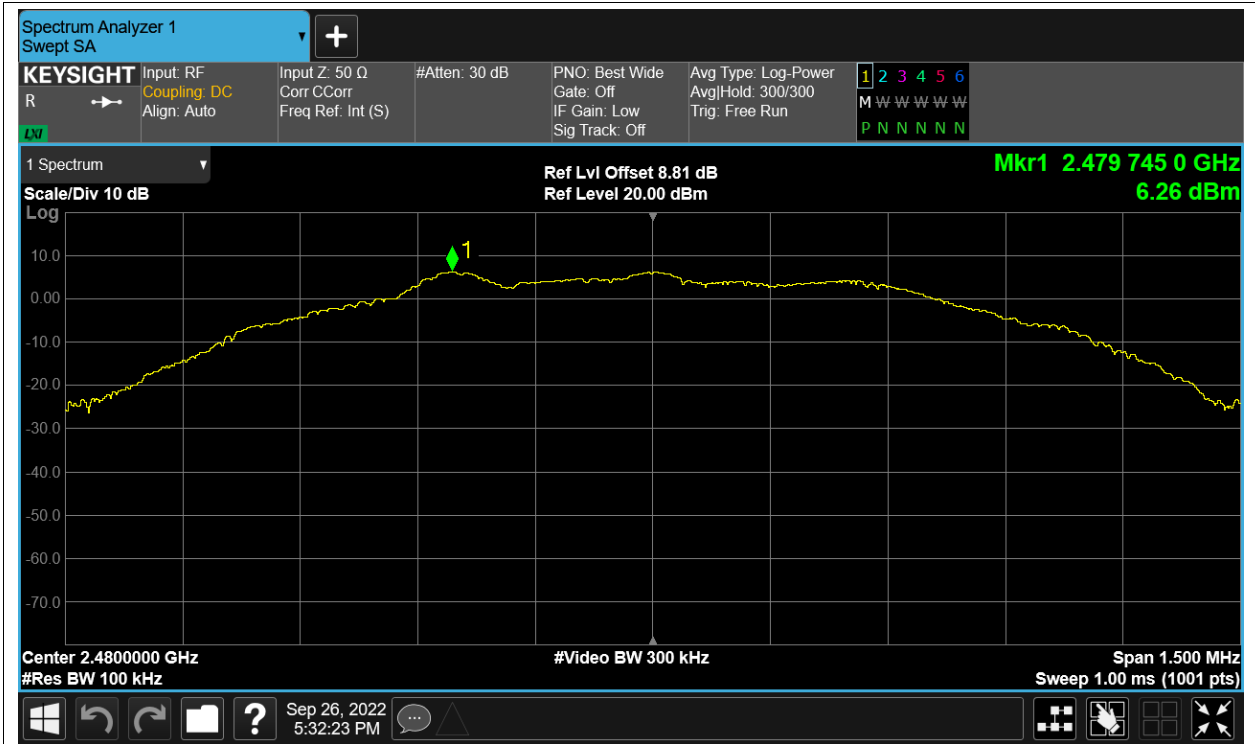 Spectrum Analyzer 1
Swept SA
KEYSIGHT
R
LXI
Input: RF
Coupling: DC
Align: Auto
Input Z: 50 Ω
Corr CCorr
Freq Ref: Int (S)
#Atten: 30 dB
PNO: Best Wide
Gate: Off
IF Gain: Low
Sig Track: Off
Avg Type: Log-Power
Avg|Hold: 300/300
Trig: Free Run
1 2 3 4 5 6
M W W W W W
P N N N N N
1 Spectrum
Scale/Div 10 dB
Log
Ref Lvl Offset 8.81 dB
Ref Level 20.00 dBm
Mkr1 2.479 745 0 GHz
6.26 dBm
1
10.0
0.00
-10.0
-20.0
-30.0
-40.0
-50.0
-60.0
-70.0
Center 2.4800000 GHz
#Video BW 300 kHz
Span 1.500 MHz
#Res BW 100 kHz
Sweep 1.00 ms (1001 pts)
?
Sep 26, 2022
5:32:23 PM